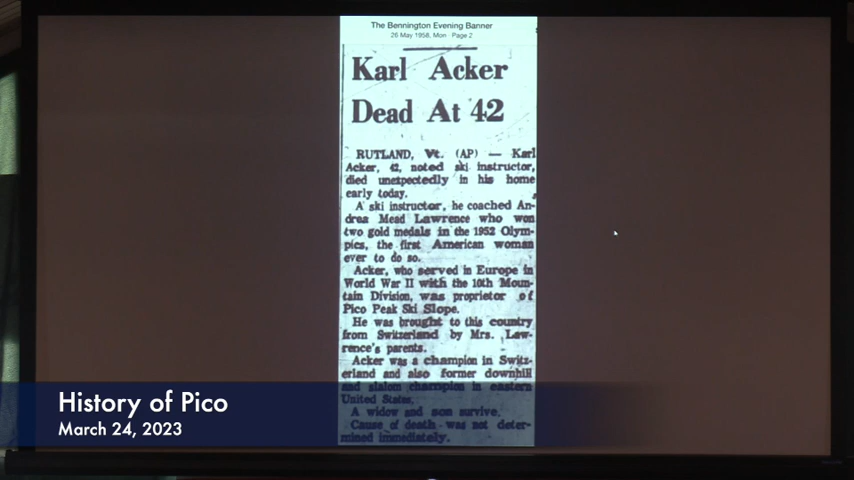 The Bennington Evening Banner
26 May 1958, Mon · Page 2
Karl Acker
Dead At 42
RUTLAND, Vt. (AP) — Karl
Acker, 42, noted ski instructor,
died unexpectedly in his home
early today.
A ski instructor, he coached An-
drea Mead Lawrence who won
two gold medals in the 1952 Olym-
pics, the first American woman
ever to do so.
Acker, who served in Europe in
World War II with the 10th Moun-
tain Division, was proprietor of
Pico Peak Ski Slope.
He was brought to this country
from Switzerland by Mrs. Law-
rence's parents.
Acker was a champion in Switz-
erland and also former downhill
and slalom champion in eastern
United States.
A widow and son survive.
Cause of death was not deter-
mined immediately.
History of Pico
March 24, 2023